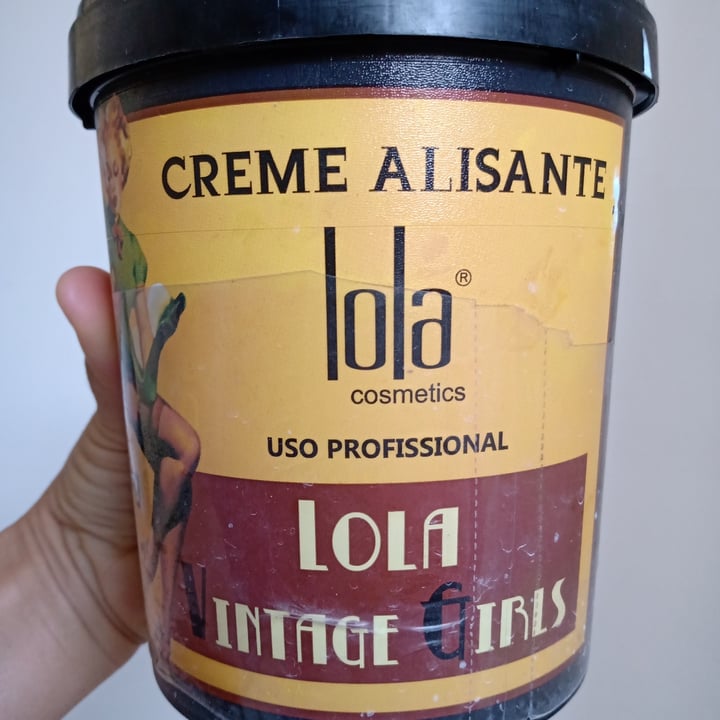 CREME ALISANTE
lola®
cosmetics
USO PROFISSIONAL
LOLA
VINTAGE GIRLS